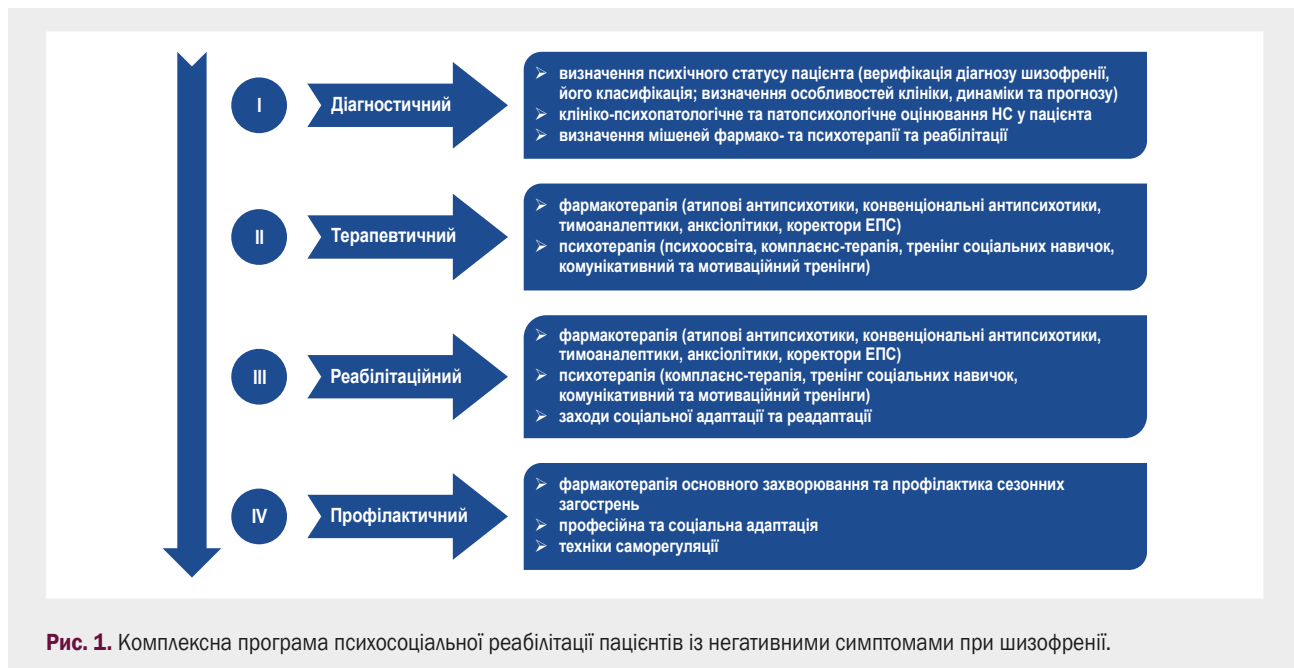 I
Діагностичний
➢ визначення психічного статусу пацієнта (верифікація діагнозу шизофренії,
його класифікація; визначення особливостей клініки, динаміки та прогнозу)
➢ клініко-психопатологічне та патопсихологічне оцінювання НС у пацієнта
➢ визначення мішеней фармако- та психотерапії та реабілітації
II
Терапевтичний
➢ фармакотерапія (атипові антипсихотики, конвенціональні антипсихотики,
тимоаналептики, анксіолітики, коректори ЕПС)
➢ психотерапія (психоосвіта, комплаєнс-терапія, тренінг соціальних навичок,
комунікативний та мотиваційний тренінги)
III
Реабілітаційний
➢ фармакотерапія (атипові антипсихотики, конвенціональні антипсихотики,
тимоаналептики, анксіолітики, коректори ЕПС)
➢ психотерапія (комплаєнс-терапія, тренінг соціальних навичок,
комунікативний та мотиваційний тренінги)
➢ заходи соціальної адаптації та реадаптації
IV
Профілактичний
➢ фармакотерапія основного захворювання та профілактика сезонних
загострень
➢ професійна та соціальна адаптація
➢ техніки саморегуляції
Рис. 1. Комплексна програма психосоціальної реабілітації пацієнтів із негативними симптомами при шизофренії.